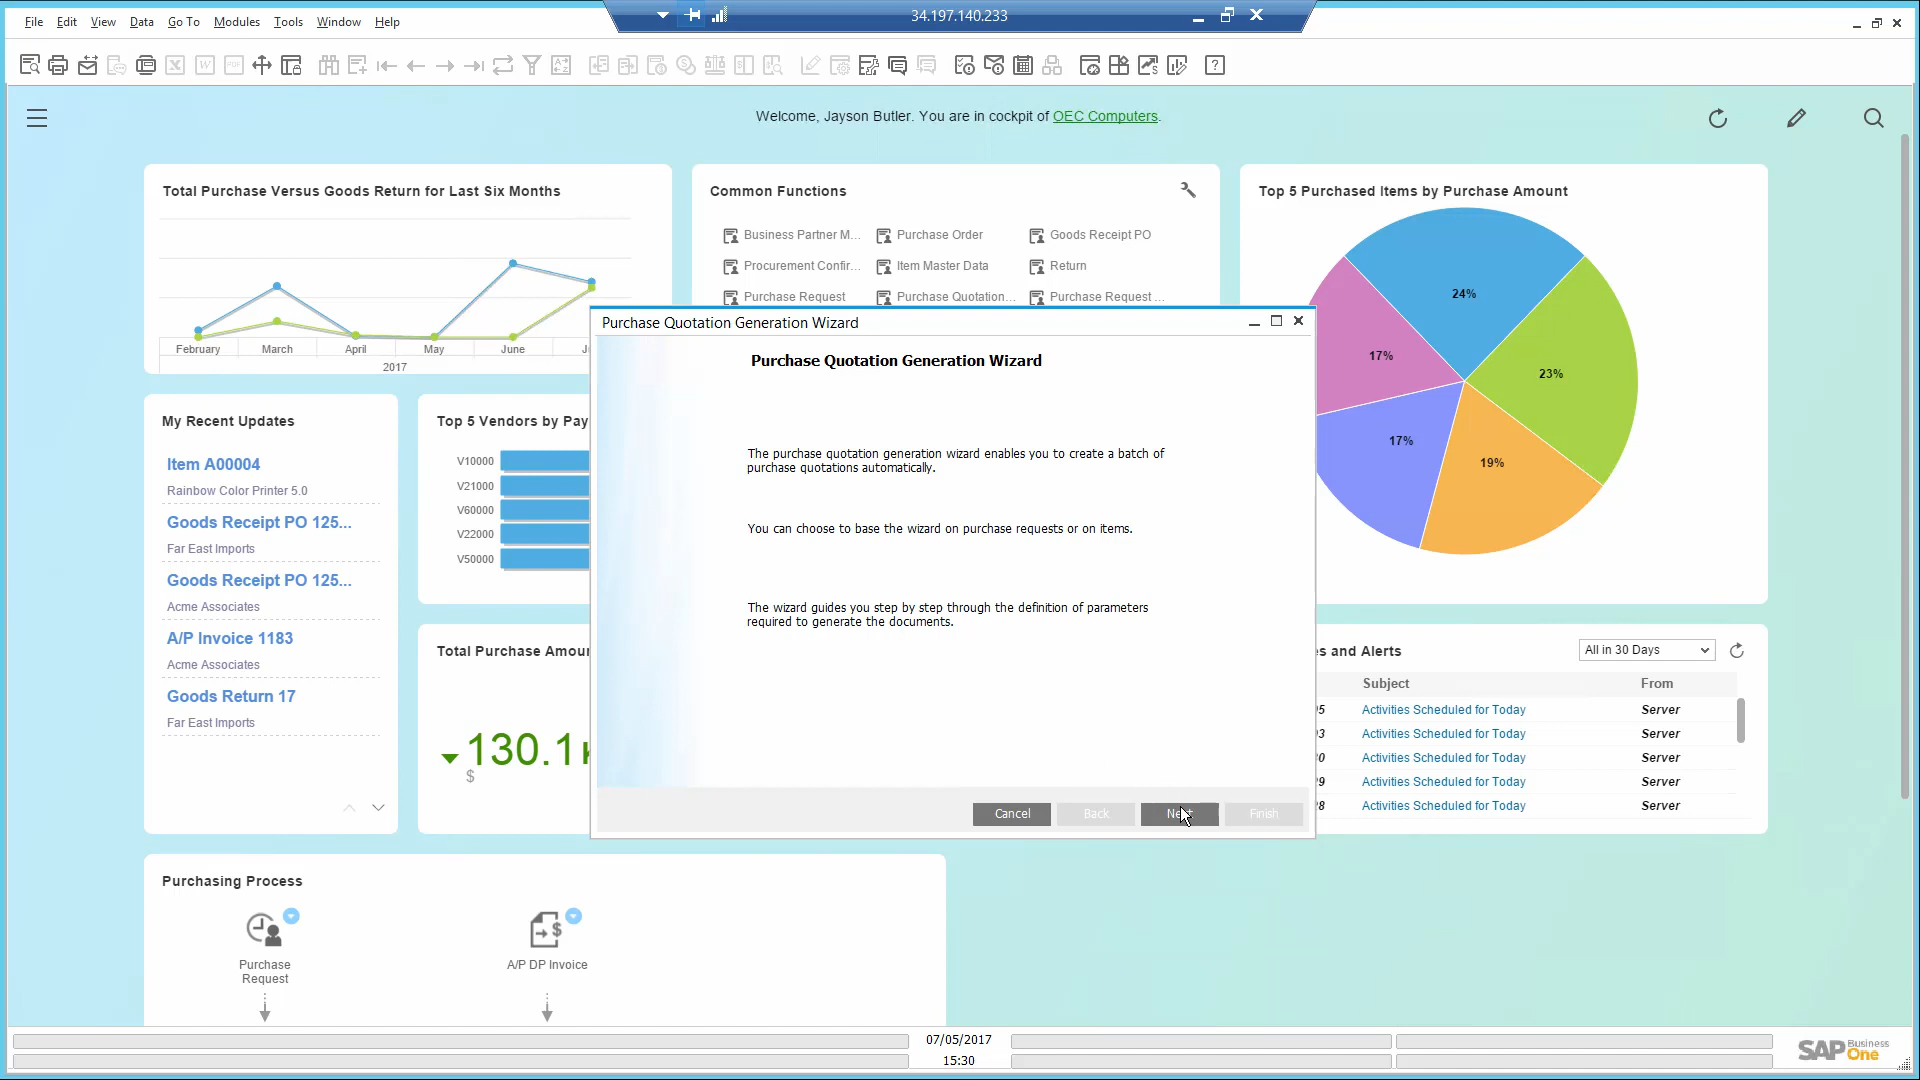 34.197.140.233
File Edit View Data Go To Modules Tools Window Help
Welcome, Jayson Butler. You are in cockpit of OEC Computers.
Total Purchase Versus Goods Return for Last Six Months
February March April May June
2017
Common Functions
Business Partner M... Purchase Order Goods Receipt PO
Procurement Confir... Item Master Data Return
Purchase Request Purchase Quotation... Purchase Request ...
Top 5 Purchased Items by Purchase Amount
24%
23%
19%
17%
17%
My Recent Updates
Item A00004
Rainbow Color Printer 5.0
Goods Receipt PO 125...
Far East Imports
Goods Receipt PO 125...
Acme Associates
A/P Invoice 1183
Acme Associates
Goods Return 17
Far East Imports
Top 5 Vendors by Pay
V10000
V21000
V60000
V22000
V50000
Total Purchase Amou
130.1
$
Purchase Quotation Generation Wizard
Purchase Quotation Generation Wizard
The purchase quotation generation wizard enables you to create a batch of
purchase quotations automatically.
You can choose to base the wizard on purchase requests or on items.
The wizard guides you step by step through the definition of parameters
required to generate the documents.
Cancel Back Finish
s and Alerts
All in 30 Days
Subject From
5 Activities Scheduled for Today Server
3 Activities Scheduled for Today Server
0 Activities Scheduled for Today Server
9 Activities Scheduled for Today Server
8 Activities Scheduled for Today Server
Purchasing Process
Purchase
Request
A/P DP Invoice
07/05/2017
15:30
SAP Business
One